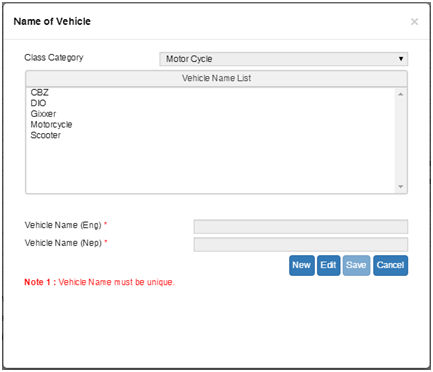 Name of Vehicle ×
Class Category Motor Cycle
Vehicle Name List
CBZ
DIO
Gixxer
Motorcycle
Scooter
Vehicle Name (Eng) *
Vehicle Name (Nep) *
New Edit Save Cancel
Note 1 : Vehicle Name must be unique.